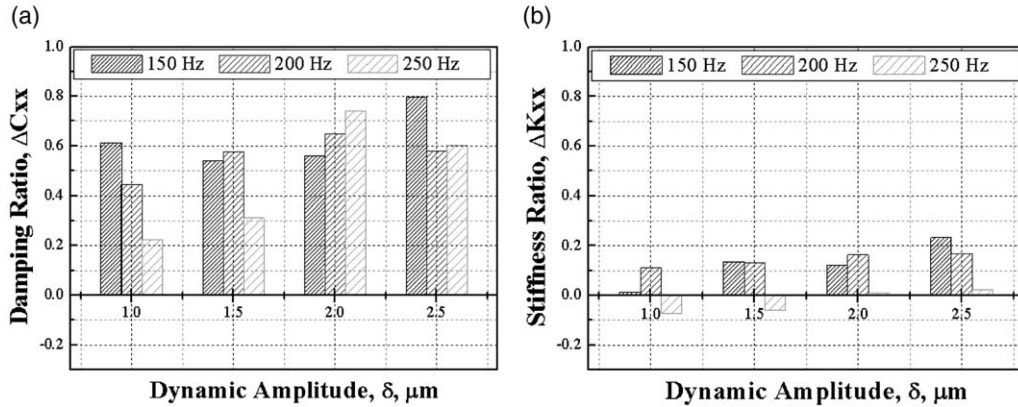 (a)
1.0
150 Hz 200 Hz 250 Hz
0.8
0.6
0.4
0.2
0.0
-0.2
1.0 1.5 2.0 2.5
Damping Ratio, ΔCxx
Dynamic Amplitude, δ, μm
(b)
1.0
150 Hz 200 Hz 250 Hz
0.8
0.6
0.4
0.2
0.0
-0.2
1.0 1.5 2.0 2.5
Stiffness Ratio, ΔKxx
Dynamic Amplitude, δ, μm